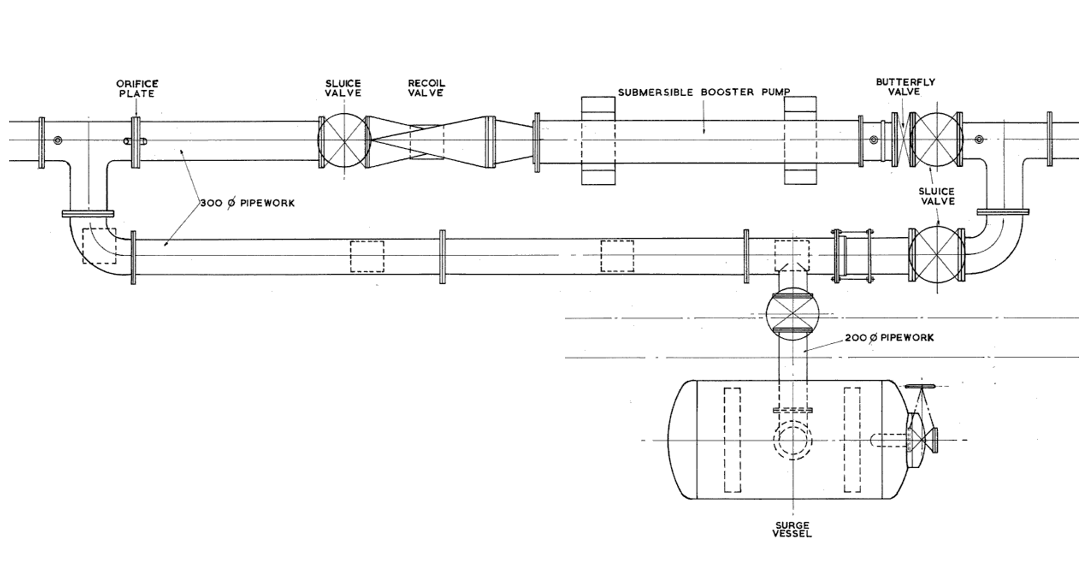 ORIFICE
PLATE
SLUICE
VALVE
RECOIL
VALVE
SUBMERSIBLE BOOSTER PUMP
BUTTERFLY
VALVE
300 Ø PIPEWORK
SLUICE
VALVE
200 Ø PIPEWORK
SURGE
VESSEL